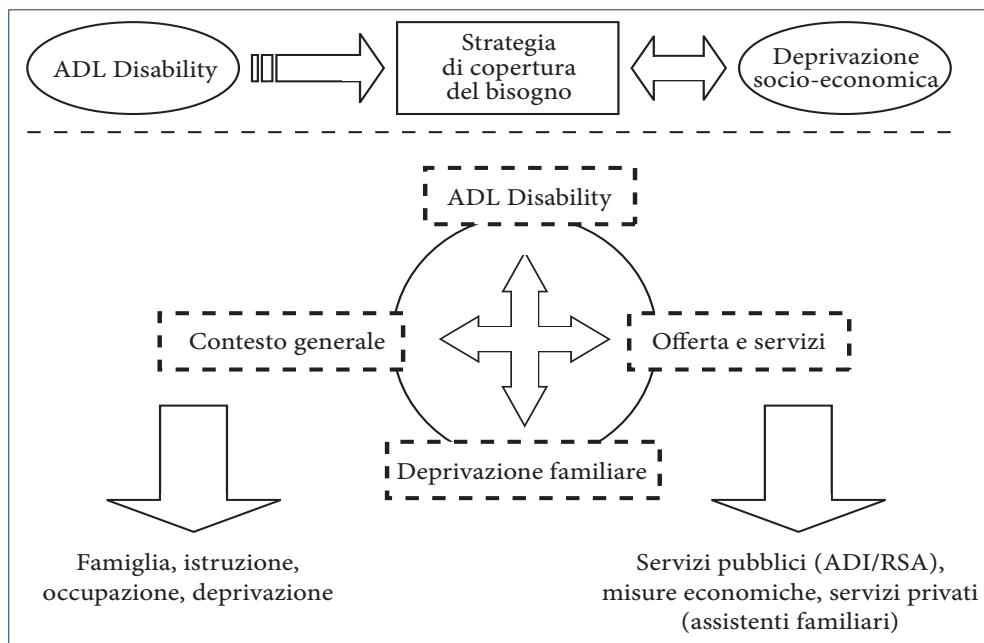 ADL Disability
Strategia
di copertura
del bisogno
Deprivazione
socio-economica
ADL Disability
Contesto generale
Offerta e servizi
Deprivazione familiare
Famiglia, istruzione,
occupazione, deprivazione
Servizi pubblici (ADI/RSA),
misure economiche, servizi privati
(assistenti familiari)